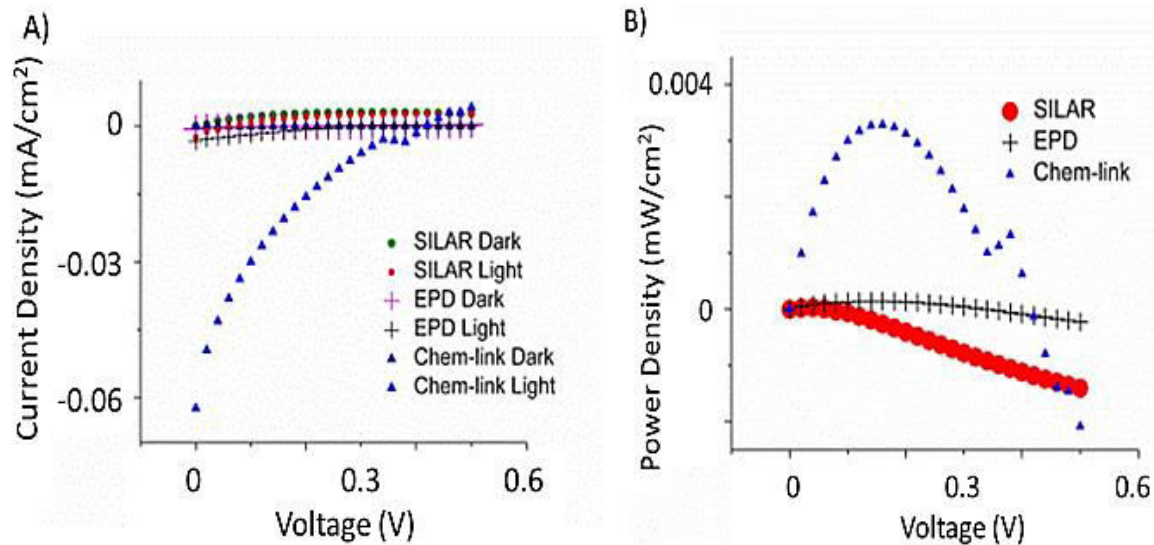 A)
Current Density (mA/cm²)
0
-0.03
-0.06
SILAR Dark
SILAR Light
EPD Dark
EPD Light
Chem-link Dark
Chem-link Light
0 0.3 0.6
Voltage (V)
B)
Power Density (mW/cm²)
0.004
0
SILAR
EPD
Chem-link
0 0.3 0.6
Voltage (V)